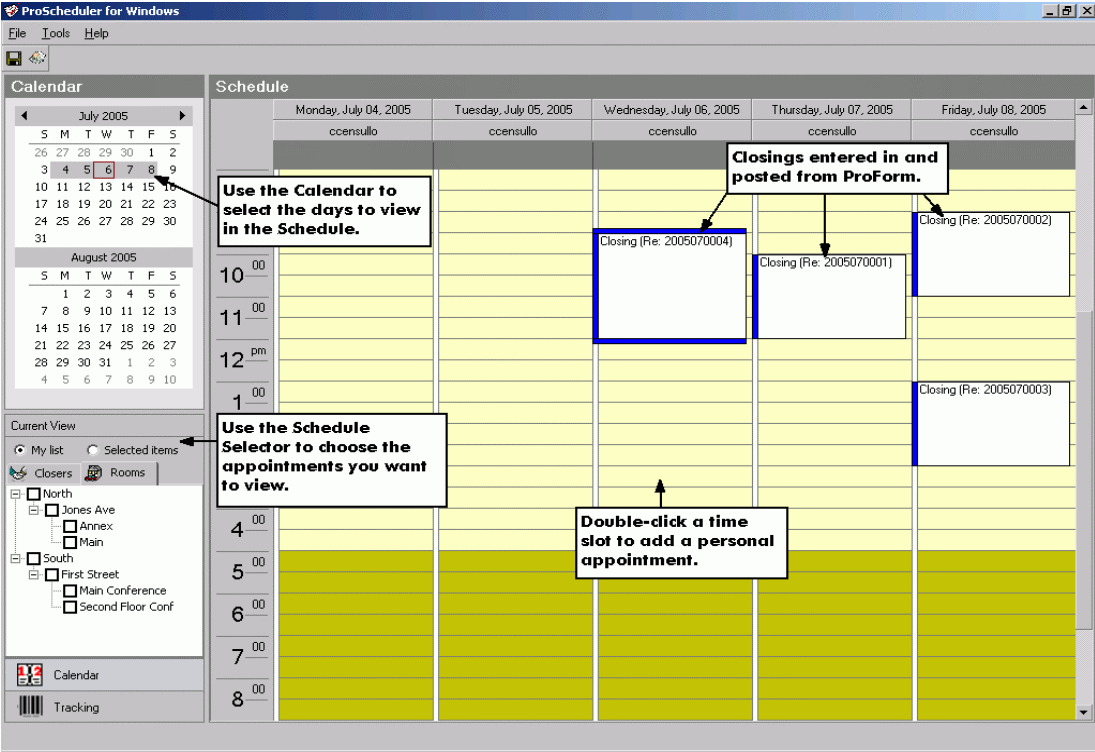 ProScheduler for Windows
File Tools Help
Calendar
July 2005
S M T W T F S
26 27 28 29 30 1 2
3 4 5 6 7 8 9
10 11 12 13 14 15 16
17 18 19 20 21 22 23
24 25 26 27 28 29 30
31
August 2005
S M T W T F S
1 2 3 4 5 6
7 8 9 10 11 12 13
14 15 16 17 18 19 20
21 22 23 24 25 26 27
28 29 30 31 1 2 3
4 5 6 7 8 9 10
Current View
My list Selected items
Closers Rooms
North
Jones Ave
Annex
Main
South
First Street
Main Conference
Second Floor Conf
Calendar
Tracking
Schedule
Monday, July 04, 2005 Tuesday, July 05, 2005 Wednesday, July 06, 2005 Thursday, July 07, 2005 Friday, July 08, 2005
ccensullo ccensullo ccensullo ccensullo ccensullo
Closings entered in and
posted from ProForm.
Use the Calendar to
select the days to view
in the Schedule.
Closing (Re: 2005070002)
Closing (Re: 2005070004)
Closing (Re: 2005070001)
10 00
11 00
12 pm
1 00
Closing (Re: 2005070003)
Use the Schedule
Selector to choose the
appointments you want
to view.
Double-click a time
slot to add a personal
appointment.
4 00
5 00
6 00
7 00
8 00